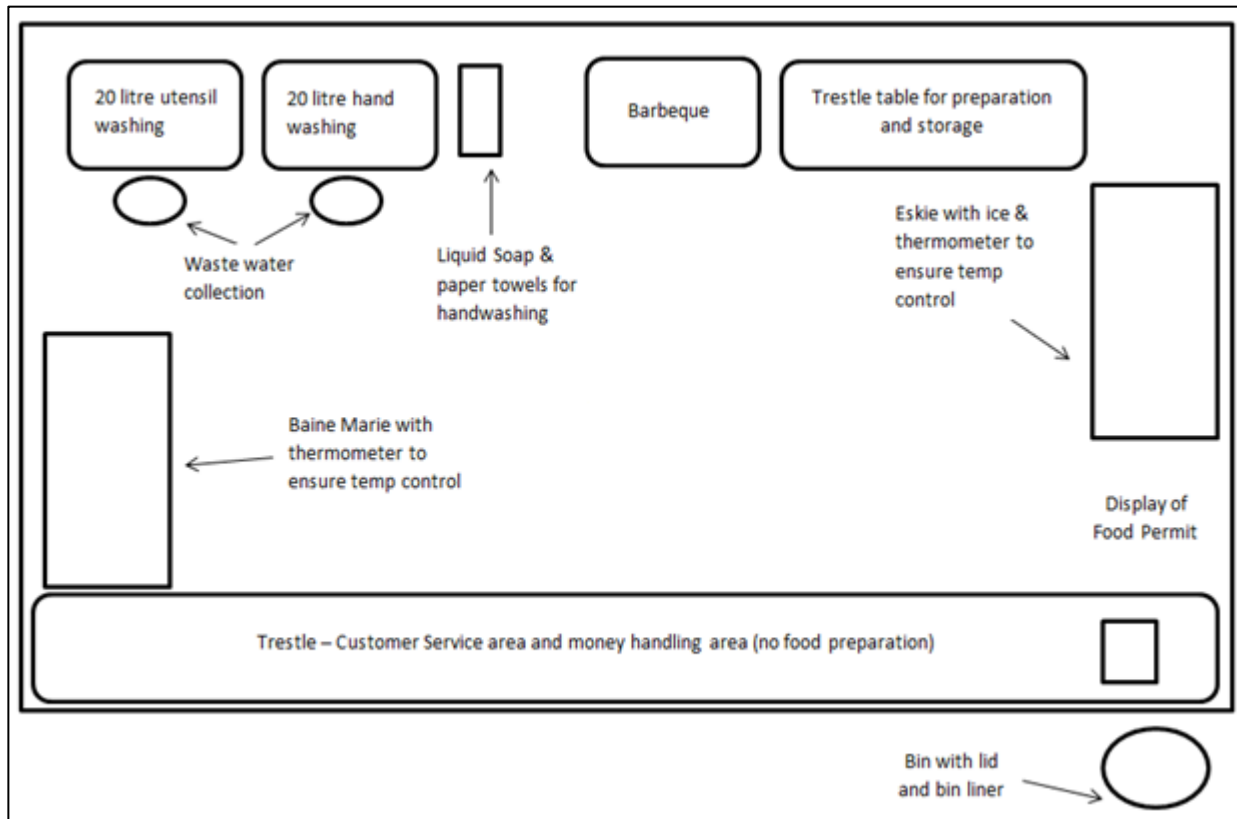 20 litre utensil
washing
20 litre hand
washing
Barbeque
Trestle table for preparation
and storage
Waste water
collection
Liquid Soap &
paper towels for
handwashing
Eskie with ice &
thermometer to
ensure temp
control
Baine Marie with
thermometer to
ensure temp control
Display of
Food Permit
Trestle – Customer Service area and money handling area (no food preparation)
Bin with lid
and bin liner